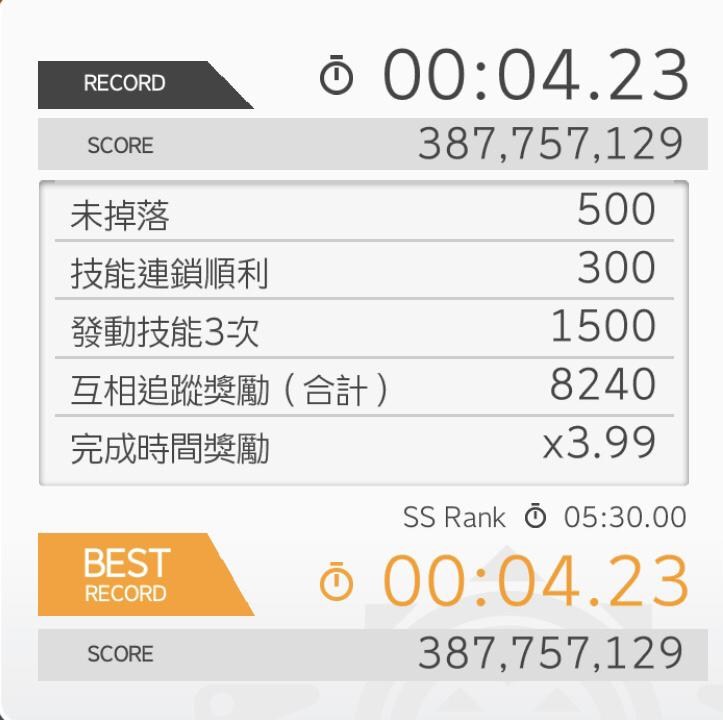 RECORD 00:04.23
SCORE 387,757,129
未掉落 500
技能連鎖順利 300
發動技能3次 1500
互相追蹤獎勵（合計） 8240
完成時間獎勵 x3.99
SS Rank 05:30.00
BEST
RECORD 00:04.23
SCORE 387,757,129